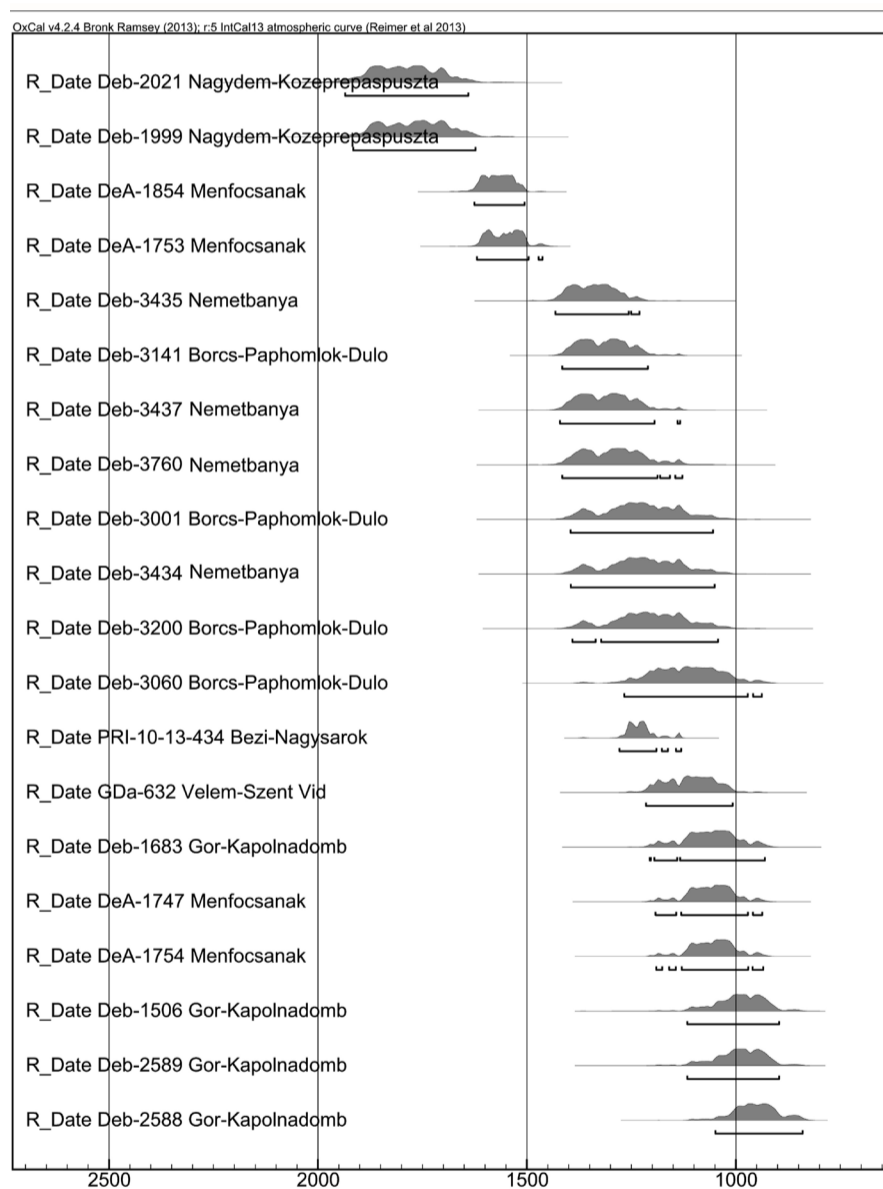 OxCal v4.2.4 Bronk Ramsey (2013); r:5 IntCal13 atmospheric curve (Reimer et al 2013)
R_Date Deb-2021 Nagydem-Kozeprepaspuszta
R_Date Deb-1999 Nagydem-Kozeprepaspuszta
R_Date DeA-1854 Menfocsanak
R_Date DeA-1753 Menfocsanak
R_Date Deb-3435 Nemetbanya
R_Date Deb-3141 Borcs-Paphomlok-Dulo
R_Date Deb-3437 Nemetbanya
R_Date Deb-3760 Nemetbanya
R_Date Deb-3001 Borcs-Paphomlok-Dulo
R_Date Deb-3434 Nemetbanya
R_Date Deb-3200 Borcs-Paphomlok-Dulo
R_Date Deb-3060 Borcs-Paphomlok-Dulo
R_Date PRI-10-13-434 Bezi-Nagysarok
R_Date GDa-632 Velem-Szent Vid
R_Date Deb-1683 Gor-Kapolnadomb
R_Date DeA-1747 Menfocsanak
R_Date DeA-1754 Menfocsanak
R_Date Deb-1506 Gor-Kapolnadomb
R_Date Deb-2589 Gor-Kapolnadomb
R_Date Deb-2588 Gor-Kapolnadomb
2500 2000 1500 1000